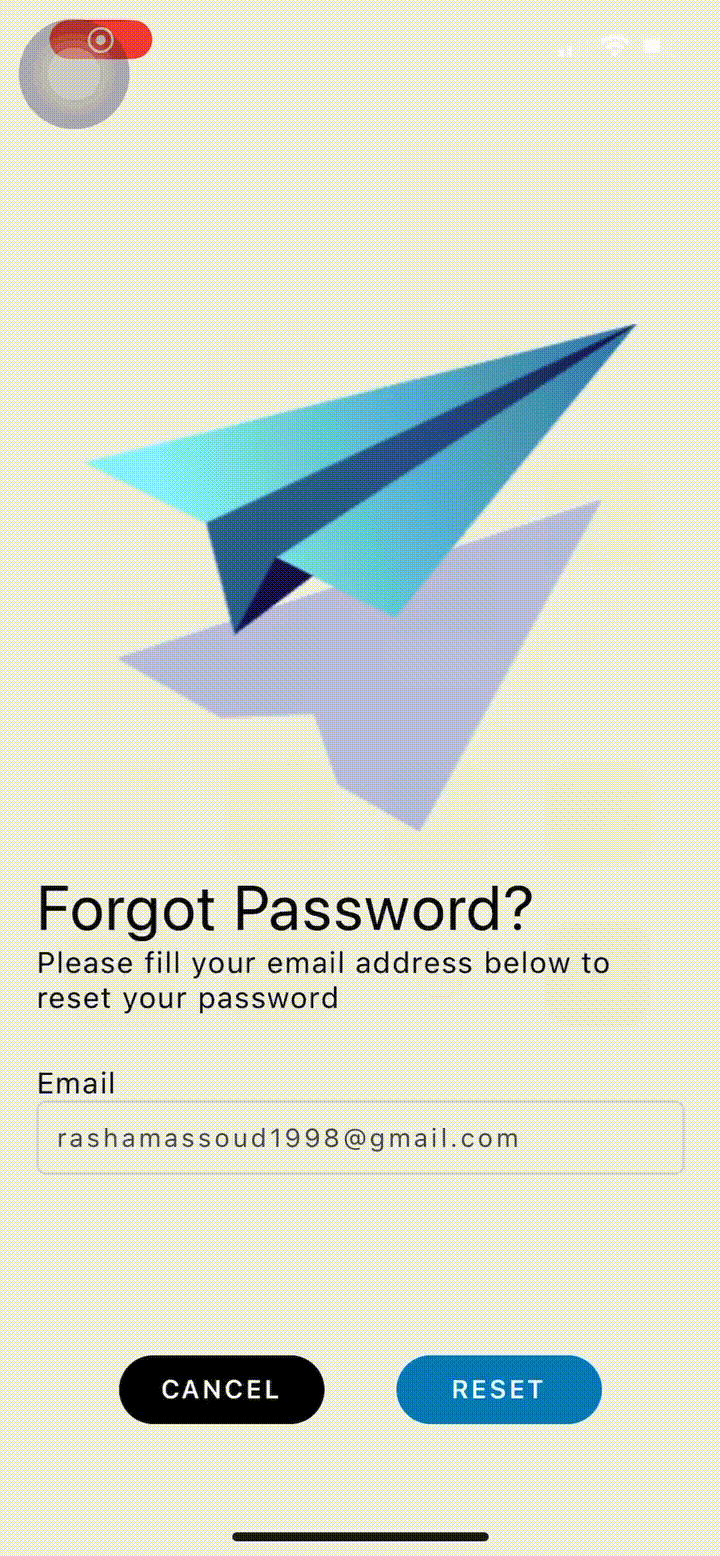 Forgot Password?
Please fill your email address below to
reset your password
Email
rashamassoud1998@gmail.com
CANCEL
RESET